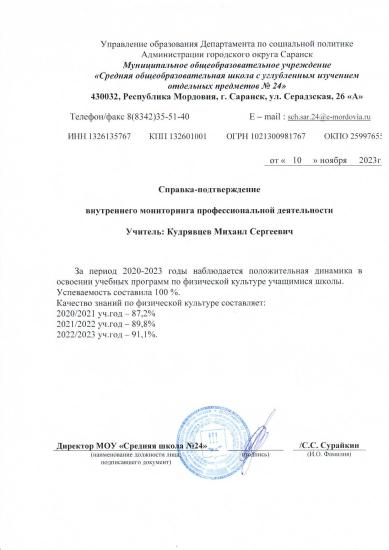 Управление образования Департамента по социальной политике
Администрации городского округа Саранск
Муниципальное общеобразовательное учреждение
«Средняя общеобразовательная школа с углубленным изучением
отдельных предметов № 24»
430032, Республика Мордовия, г. Саранск, ул. Серадзская, 26 «А»
Телефон/факс 8(8342)35-51-40 E – mail : sch.sar.24@e-mordovia.ru
ИНН 1326135767 КПП 132601001 ОГРН 1021300981767 ОКПО 25997655
от « 10 » ноября 2023г
Справка-подтверждение
внутреннего мониторинга профессиональной деятельности
Учитель: Кудрявцев Михаил Сергеевич
За период 2020-2023 годы наблюдается положительная динамика в
освоении учебных программ по физической культуре учащимися школы.
Успеваемость составила 100 %.
Качество знаний по физической культуре составляет:
2020/2021 уч.год – 87,2%
2021/2022 уч.год – 89,8%
2022/2023 уч.год – 91,1%.
Директор МОУ «Средняя школа №24» /С.С. Сурайкин
(наименование должности лица, (подпись) (И.О. Фамилия)
подписавшего документ)